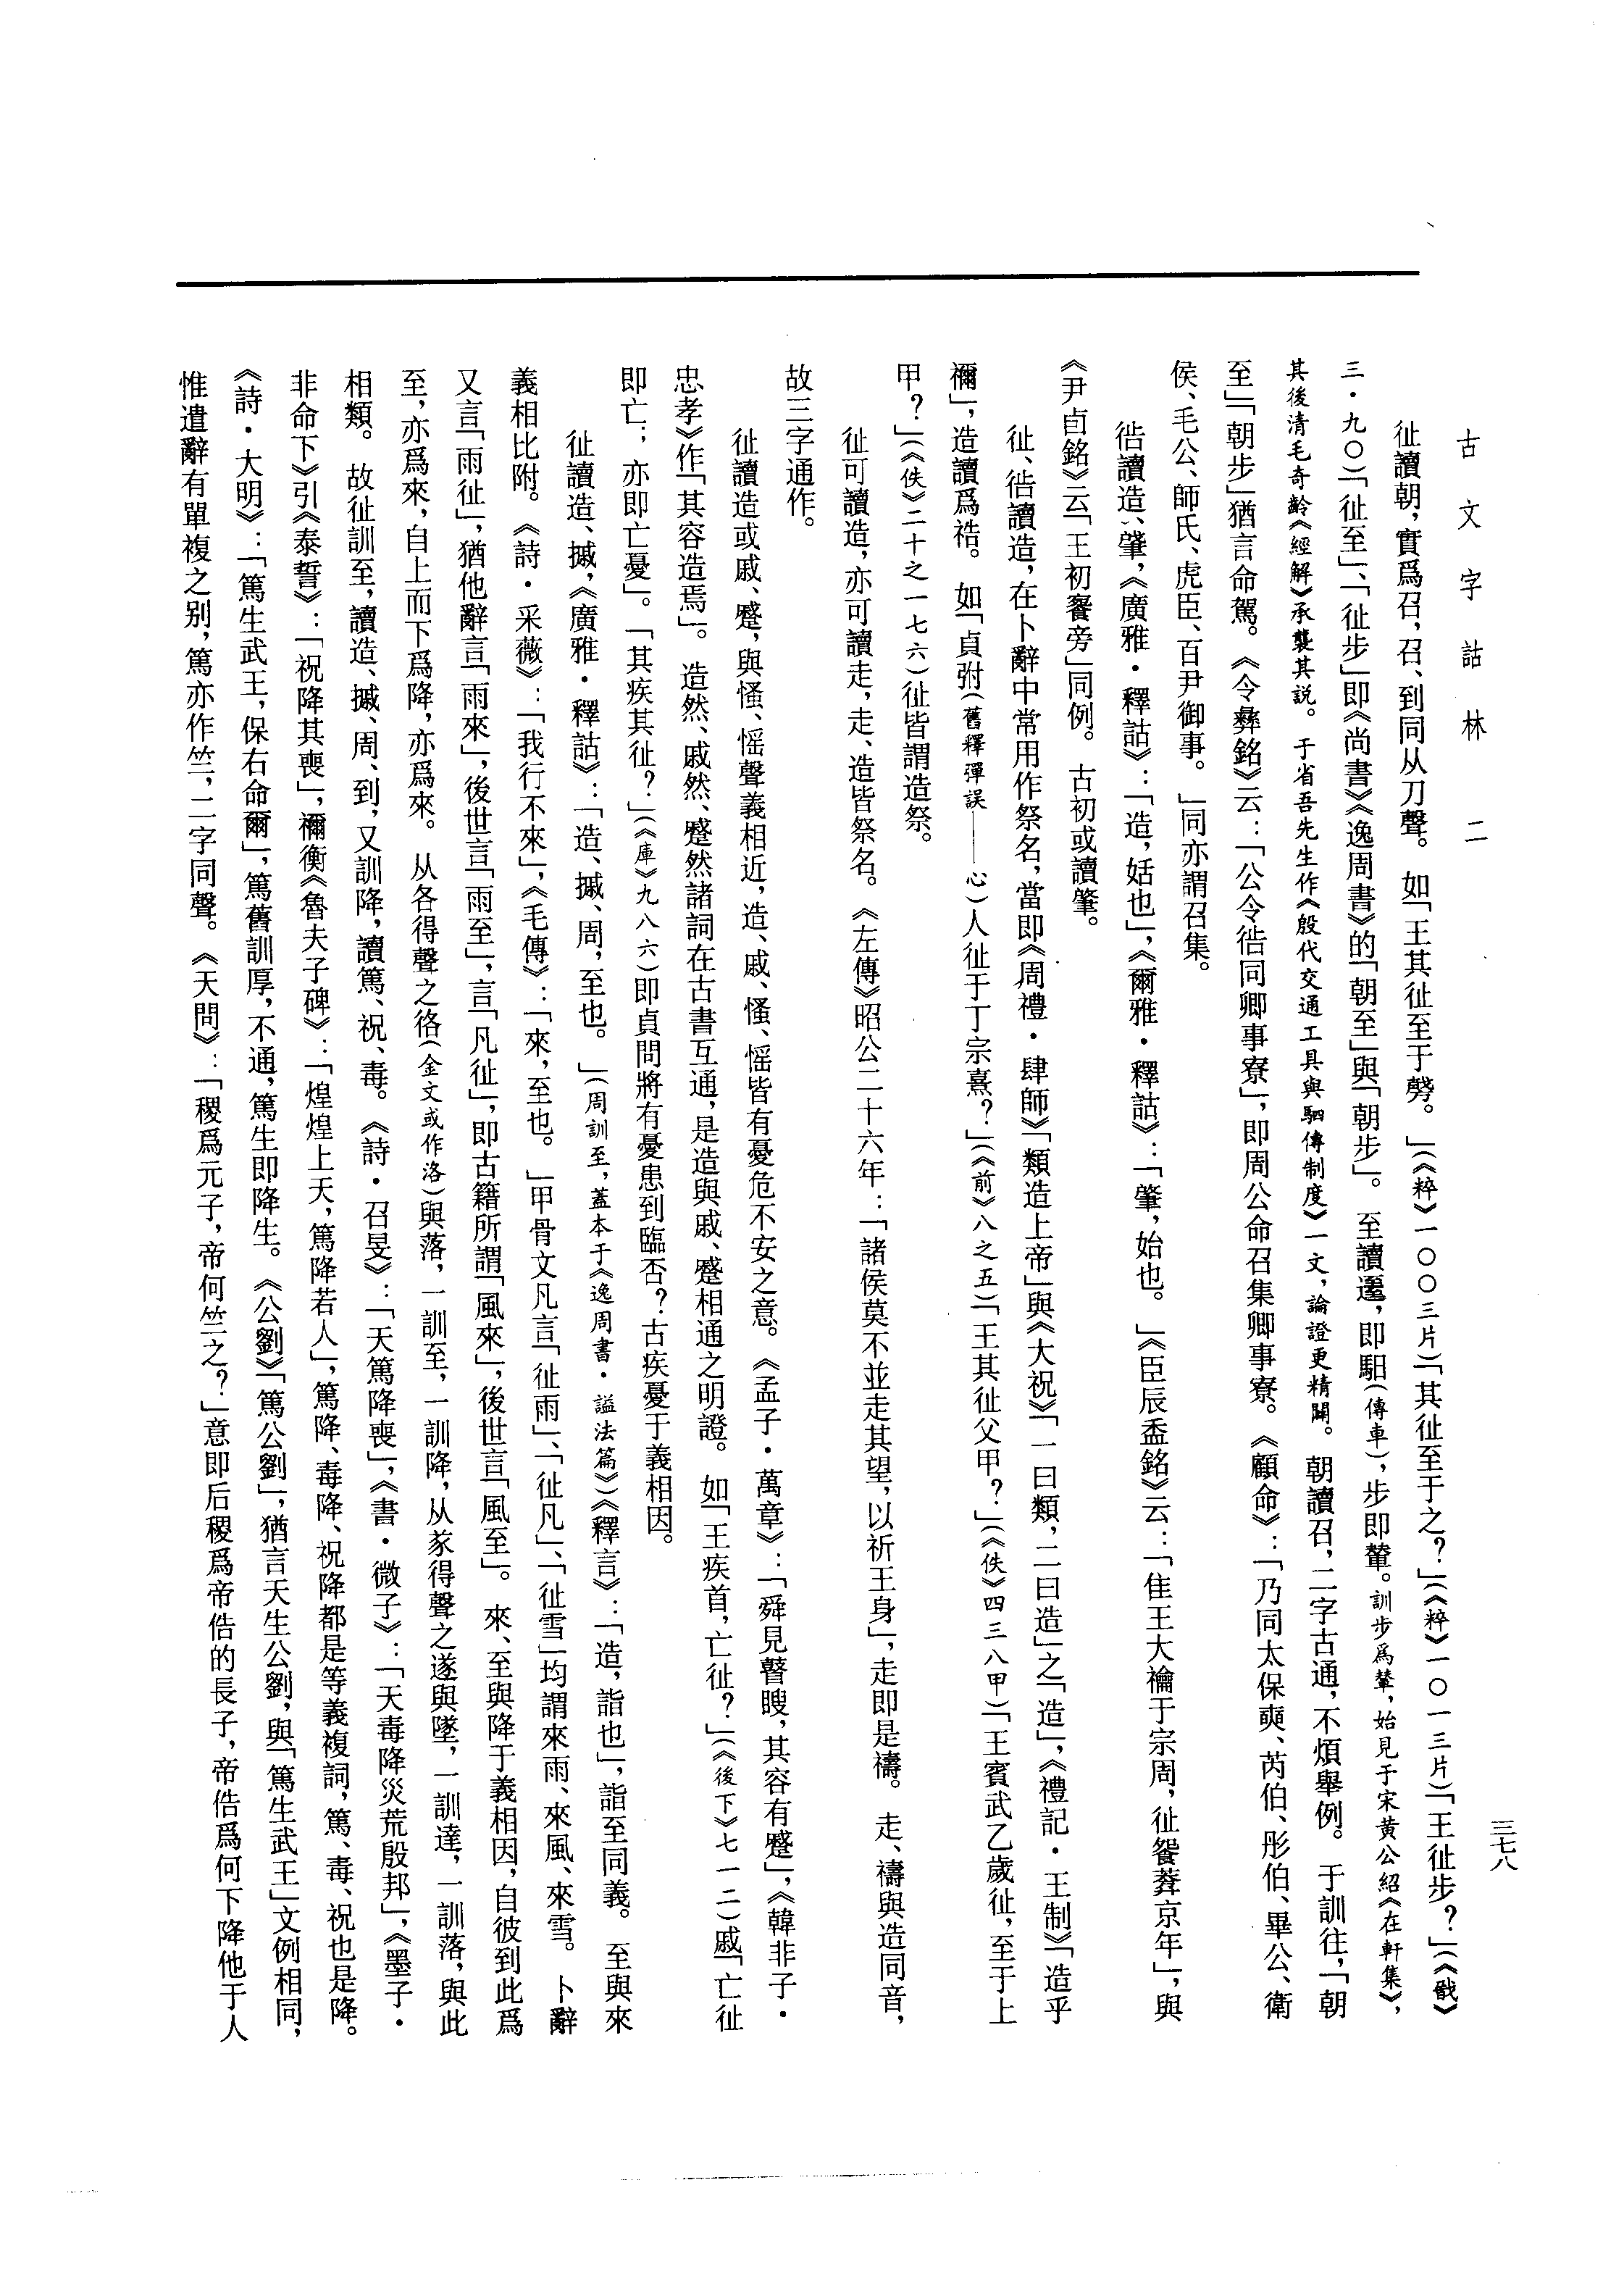 古文字詁林 二
三七八
㣔讀朝，實爲召，召、到同从刀聲。如「王其㣔至于㝑。」（《粹》一〇〇三片）「其㣔至于之？」（《粹》一〇一三片）「王㣔步？」（《戩》
三·九〇）「㣔至」、「㣔步」即《尚書》《逸周書》的「朝至」與「朝步」。至讀遷，即馹（傳車），步即輦。訓步爲輦，始見于宋黄公紹《在軒集》，
其後清毛奇齡《經解》承襲其説。于省吾先生作《殷代交通工具與馹傳制度》一文，論證更精闢。朝讀召，二字古通，不煩舉例。于訓往，「朝
至」「朝步」猶言命駕。《令彝銘》云：「公令㣛同卿事寮」，即周公命召集卿事寮。《顧命》：「乃同太保奭、芮伯、彤伯、畢公、衛
侯、毛公、師氏、虎臣、百尹御事。」同亦謂召集。
㣛讀造、肇，《廣雅·釋詁》：「造，始也」，《爾雅·釋詁》：「肇，始也。」《臣辰盉銘》云：「隹王大禴于宗周，㣔餐葊京年」，與
《尹卣銘》云「王初餐旁」同例。古初或讀肇。
㣔、㣛讀造，在卜辭中常用作祭名，當即《周禮·肆師》「類造上帝」與《大祝》「一曰類，二曰造」之「造」，《禮記·王制》「造乎
禰」，造讀爲祰。如「貞弣（舊釋彈誤——心）人㣔于丁宗熹？」（《前》八之五）「王其㣔父甲？」（《佚》四三八甲）「王賓武乙歲㣔，至于上
甲？」（《佚》二十之一七六）㣔皆謂造祭。
㣔可讀造，亦可讀走，走、造皆祭名。《左傳》昭公二十六年：「諸侯莫不並走其望，以祈王身」，走即是禱。走、禱與造同音，
故三字通作。
㣔讀造或戚、蹙，與慅、慆聲義相近，造、戚、慅、慆皆有憂危不安之意。《孟子·萬章》：「舜見瞽瞍，其容有蹙」，《韓非子·
忠孝》作「其容造焉」。造然、戚然、蹙然諸詞在古書互通，是造與戚、蹙相通之明證。如「王疾首，亡㣔？」（《後下》七一二）戚「亡㣔
即亡；亦即亡憂」。「其疾其㣔？」（《庫》九八六）即貞問將有憂患到臨否？古疾憂于義相因。
㣔讀造、摵，《廣雅·釋詁》：「造、摵、周，至也。」（周訓至，蓋本于《逸周書·謚法篇》）《釋言》：「造，詣也」，詣至同義。至與來
義相比附。《詩·采薇》：「我行不來」，《毛傳》：「來，至也。」甲骨文凡言「㣔雨」、「㣔凡」、「㣔雪」均謂來雨、來風、來雪。卜辭
又言「雨㣔」，猶他辭言「雨來」，後世言「雨至」，言「凡㣔」，即古籍所謂「風來」，後世言「風至」。來、至與降于義相因，自彼到此爲
至，亦爲來，自上而下爲降，亦爲來。从各得聲之佫（金文或作洛）與落，一訓至，一訓降，从㒸得聲之遂與墜，一訓達，一訓落，與此
相類。故㣔訓至，讀造、摵、周、到，又訓降，讀篤、祝、毒。《詩·召旻》：「天篤降喪」，《書·微子》：「天毒降災荒殷邦」，《墨子·
非命下》引《泰誓》：「祝降其喪」，禰衡《魯夫子碑》：「煌煌上天，篤降若人」，篤降、毒降、祝降都是等義複詞，篤、毒、祝也是降。
《詩·大明》：「篤生武王，保右命爾」，篤舊訓厚，不通，篤生即降生。《公劉》「篤公劉」，猶言天生公劉，與「篤生武王」文例相同，
惟遣辭有單複之别，篤亦作竺，二字同聲。《天問》：「稷爲元子，帝何竺之？」意即后稷爲帝俈的長子，帝俈爲何下降他于人